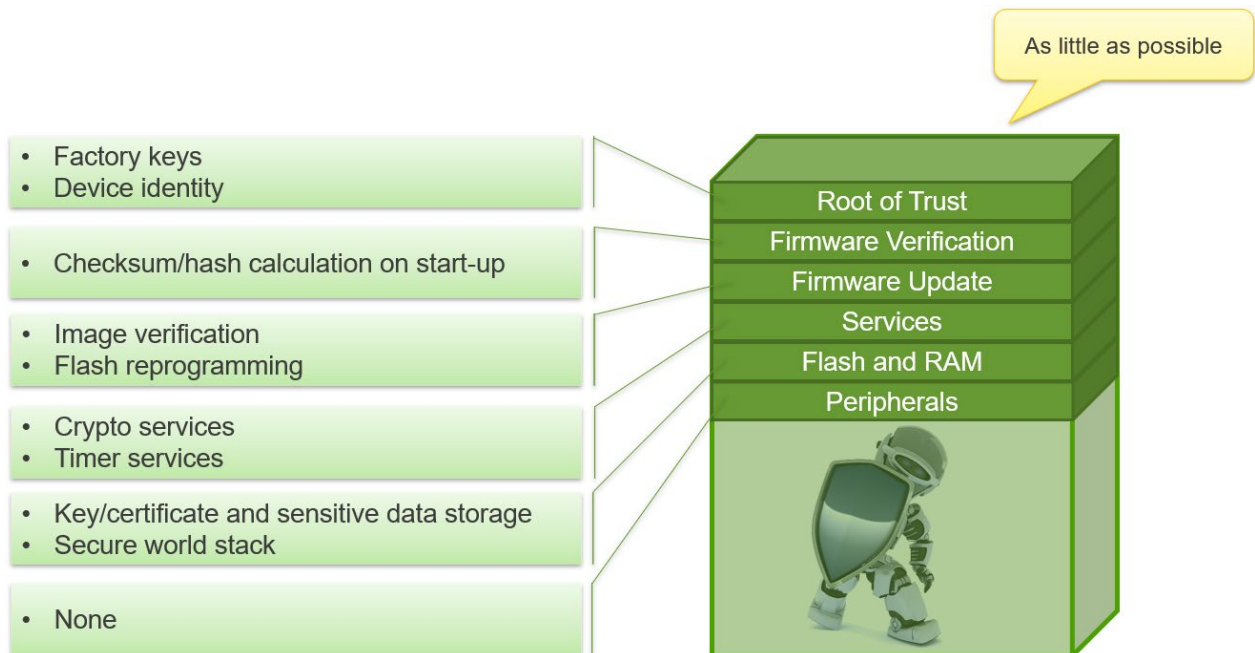 As little as possible
• Factory keys
• Device identity
• Checksum/hash calculation on start-up
• Image verification
• Flash reprogramming
• Crypto services
• Timer services
• Key/certificate and sensitive data storage
• Secure world stack
• None
Root of Trust
Firmware Verification
Firmware Update
Services
Flash and RAM
Peripherals